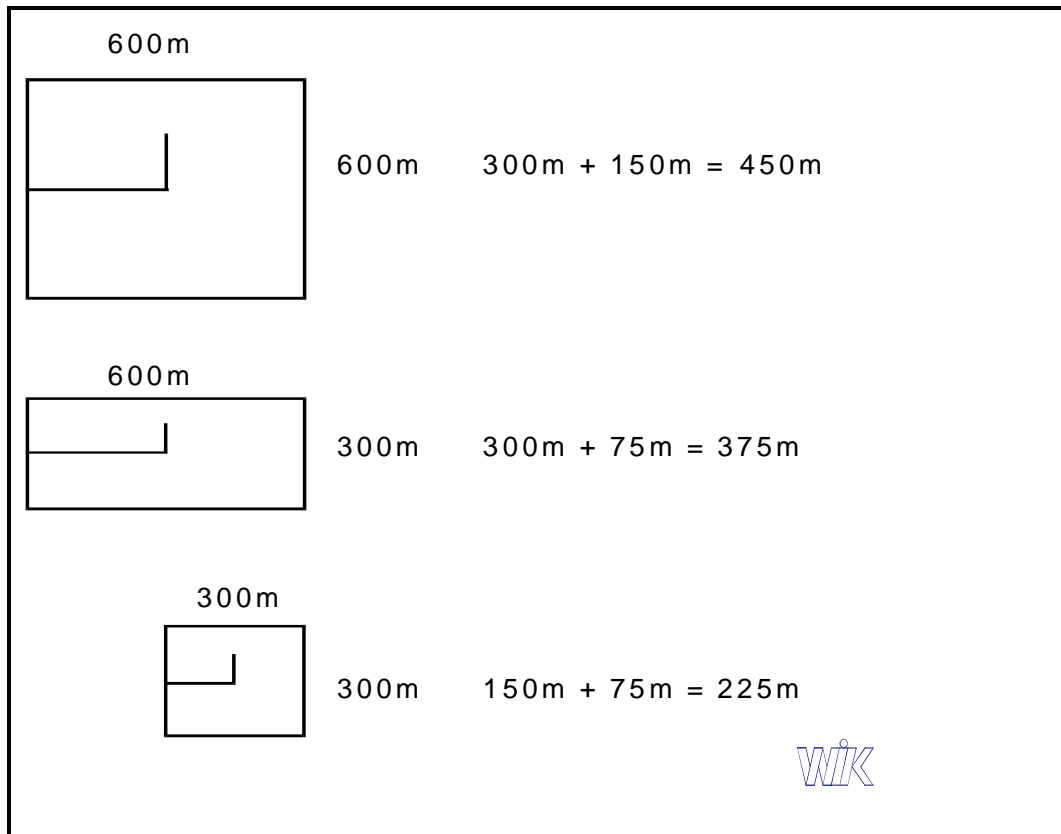 600m
600m 300m + 150m = 450m
600m
300m 300m + 75m = 375m
300m
300m 150m + 75m = 225m
WiK